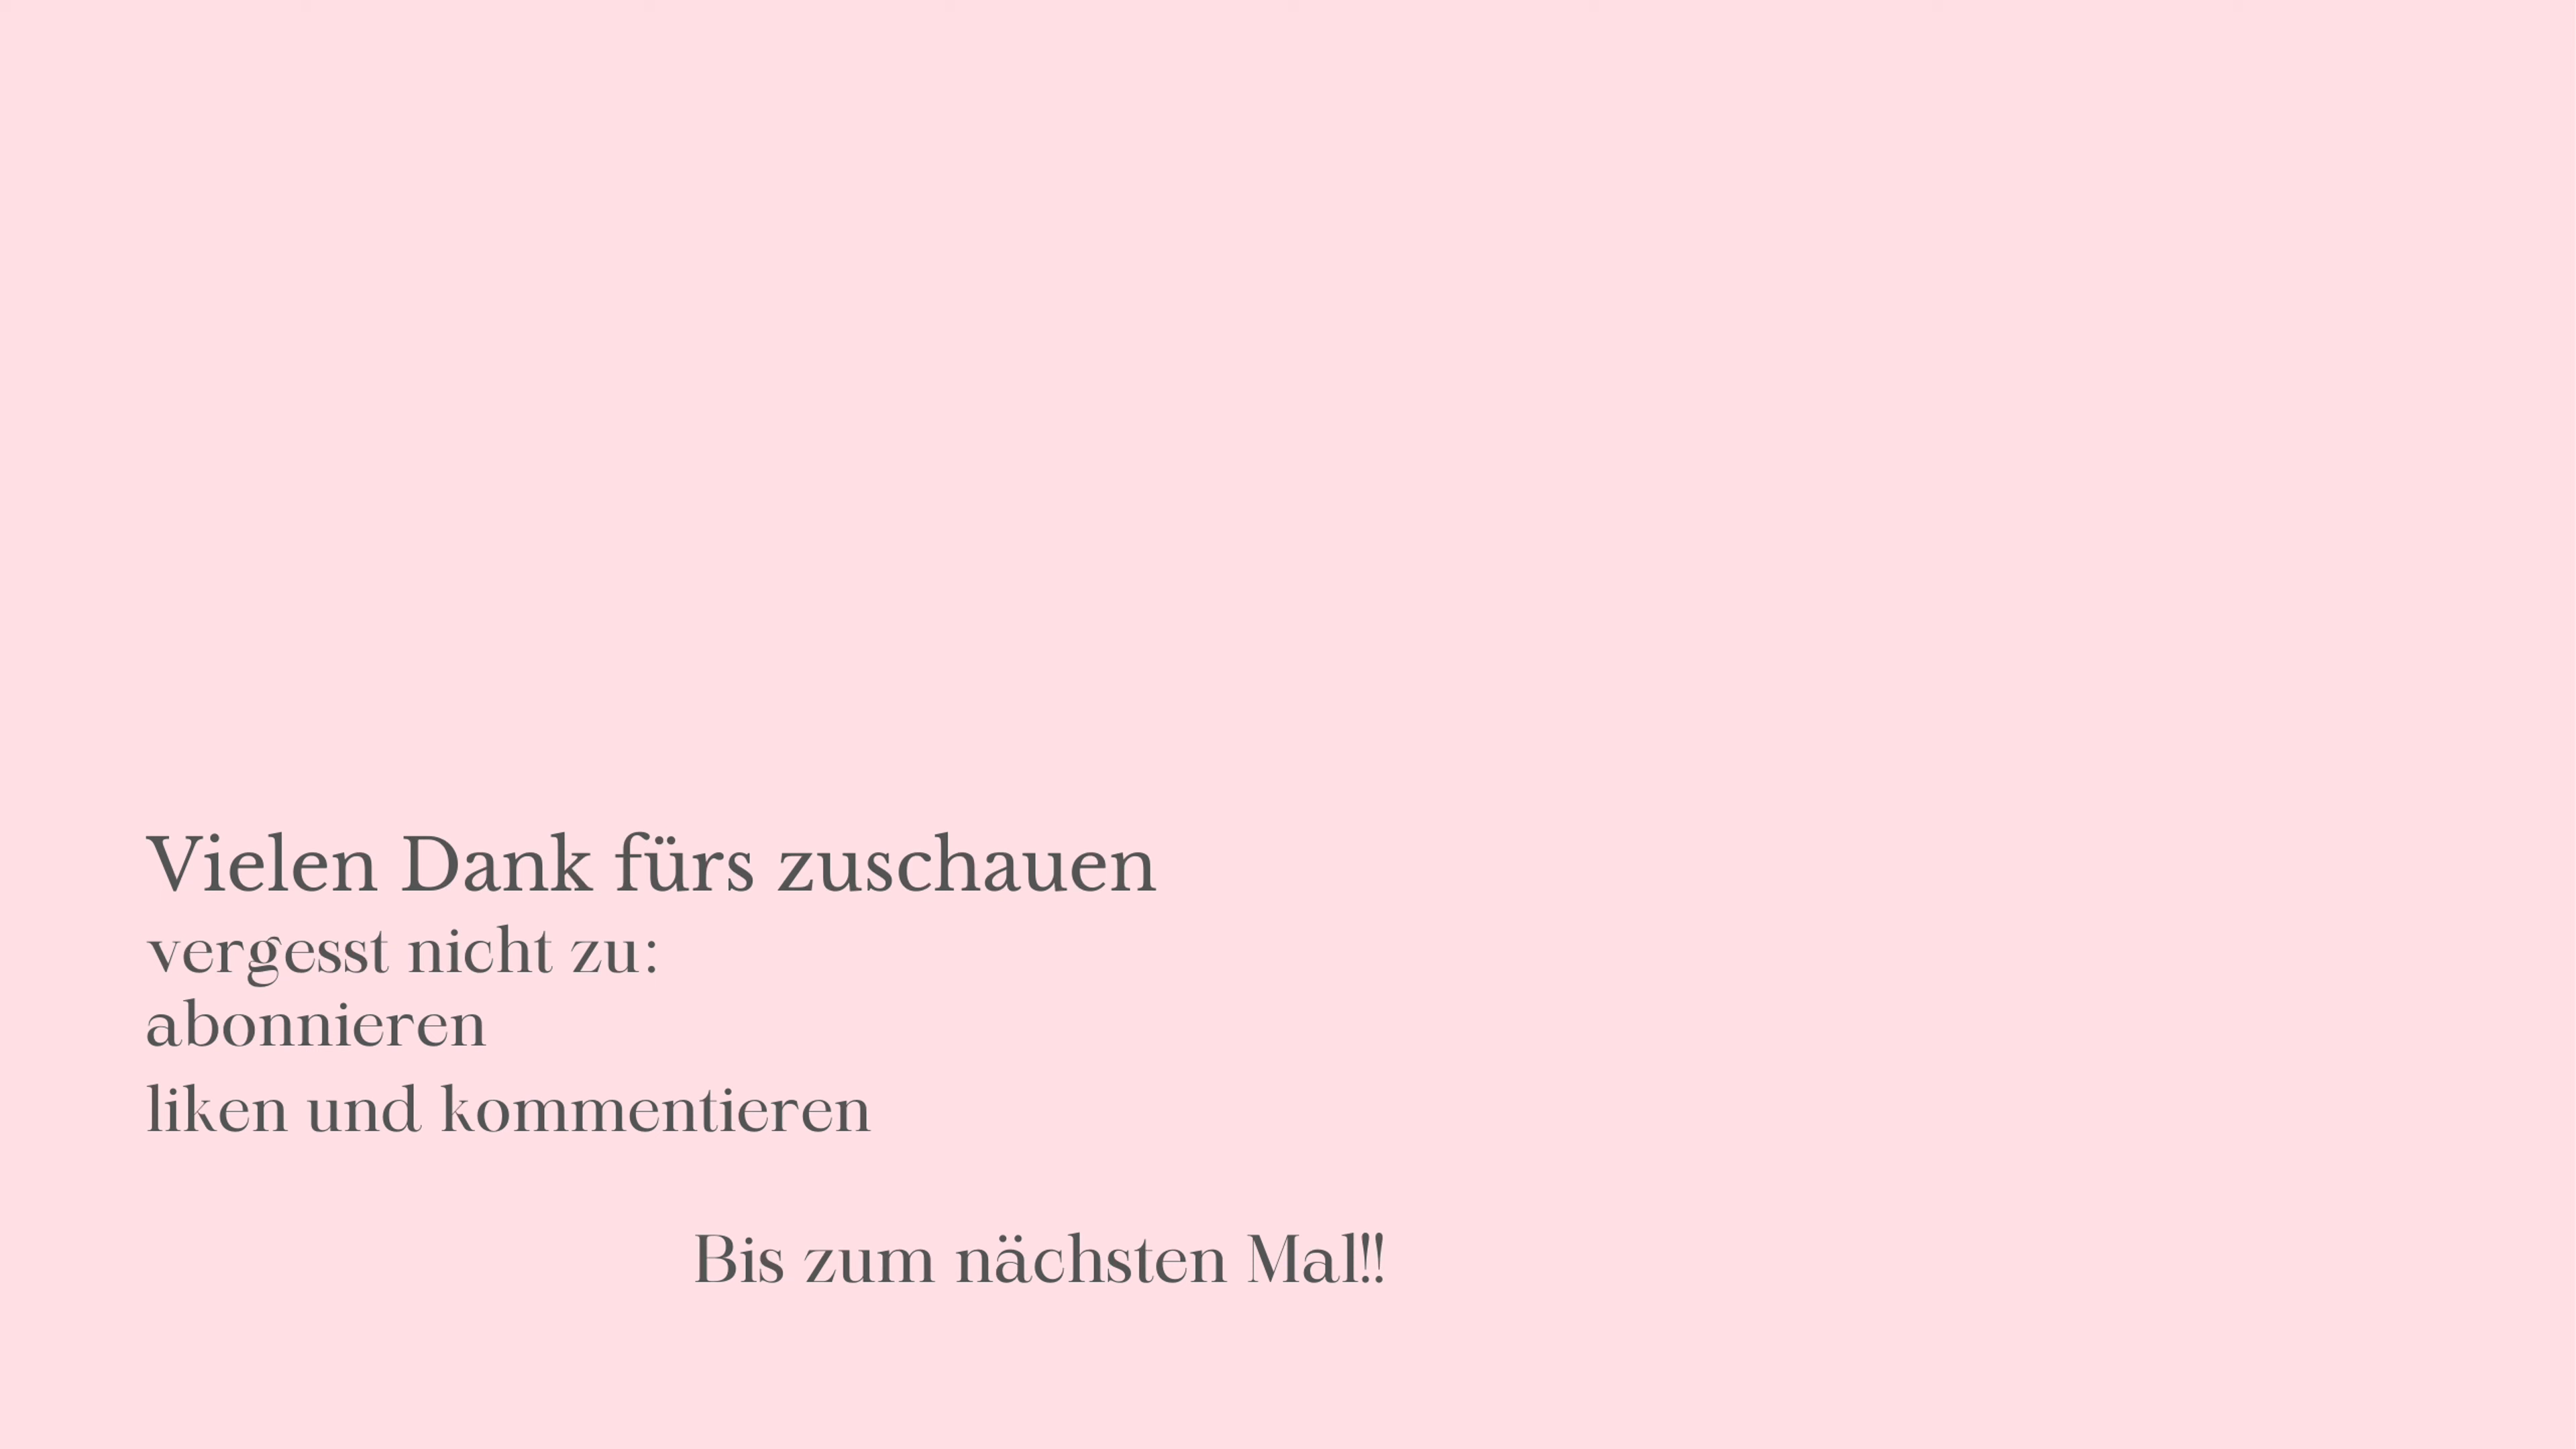 Vielen Dank fürs zuschauen
vergesst nicht zu:
abonnieren
liken und kommentieren
Bis zum nächsten Mal!!